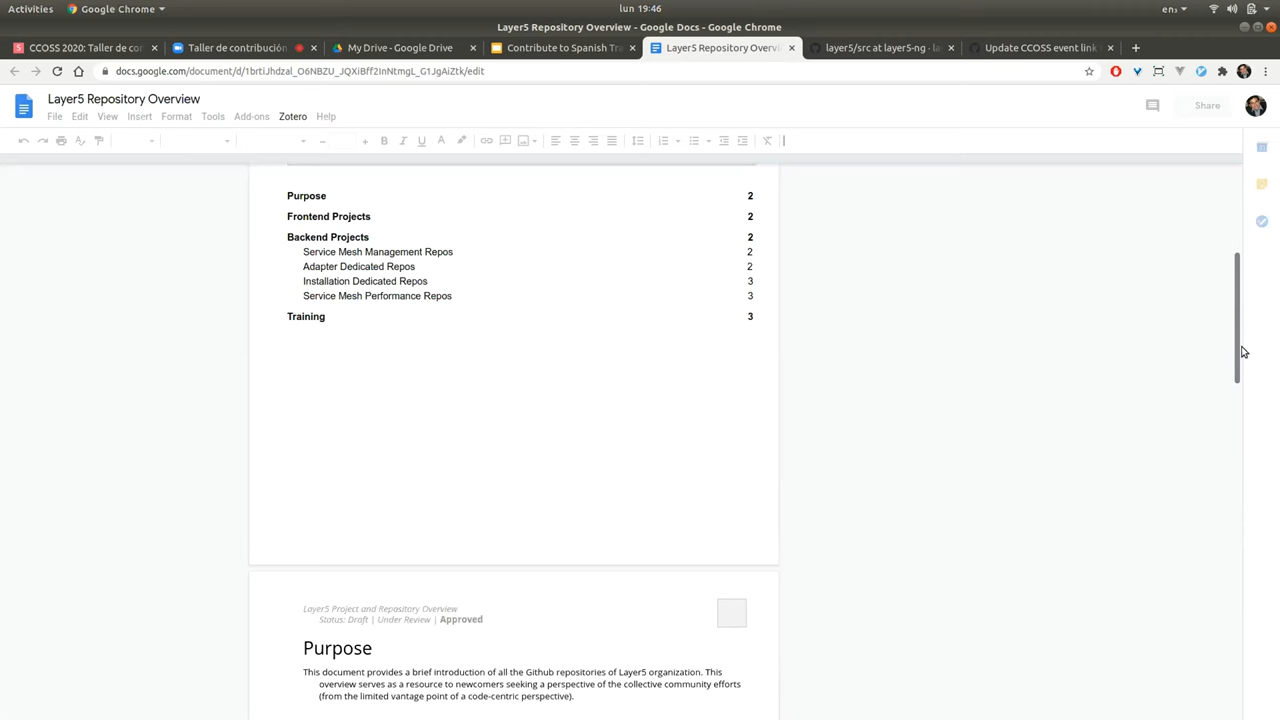 Activities
Google Chrome
lun 19:46
en₃
Layer5 Repository Overview - Google Docs - Google Chrome
CCOSS 2020: Taller de cor
Taller de contribución
My Drive - Google Drive
Contribute to Spanish Tra
Layer5 Repository Overvi
layer5/src at layer5-ng - la
Update CCOSS event link
docs.google.com/document/d/1brtiJhdzal_O6NBZU_JQXiBff2InNtmgL_G1JgAiZtk/edit
Layer5 Repository Overview
File Edit View Insert Format Tools Add-ons Zotero Help
Share
Purpose 2
Frontend Projects 2
Backend Projects 2
Service Mesh Management Repos 2
Adapter Dedicated Repos 2
Installation Dedicated Repos 3
Service Mesh Performance Repos 3
Training 3
Layer5 Project and Repository Overview
Status: Draft | Under Review | Approved
Purpose
This document provides a brief introduction of all the Github repositories of Layer5 organization. This
overview serves as a resource to newcomers seeking a perspective of the collective community efforts
(from the limited vantage point of a code-centric perspective).